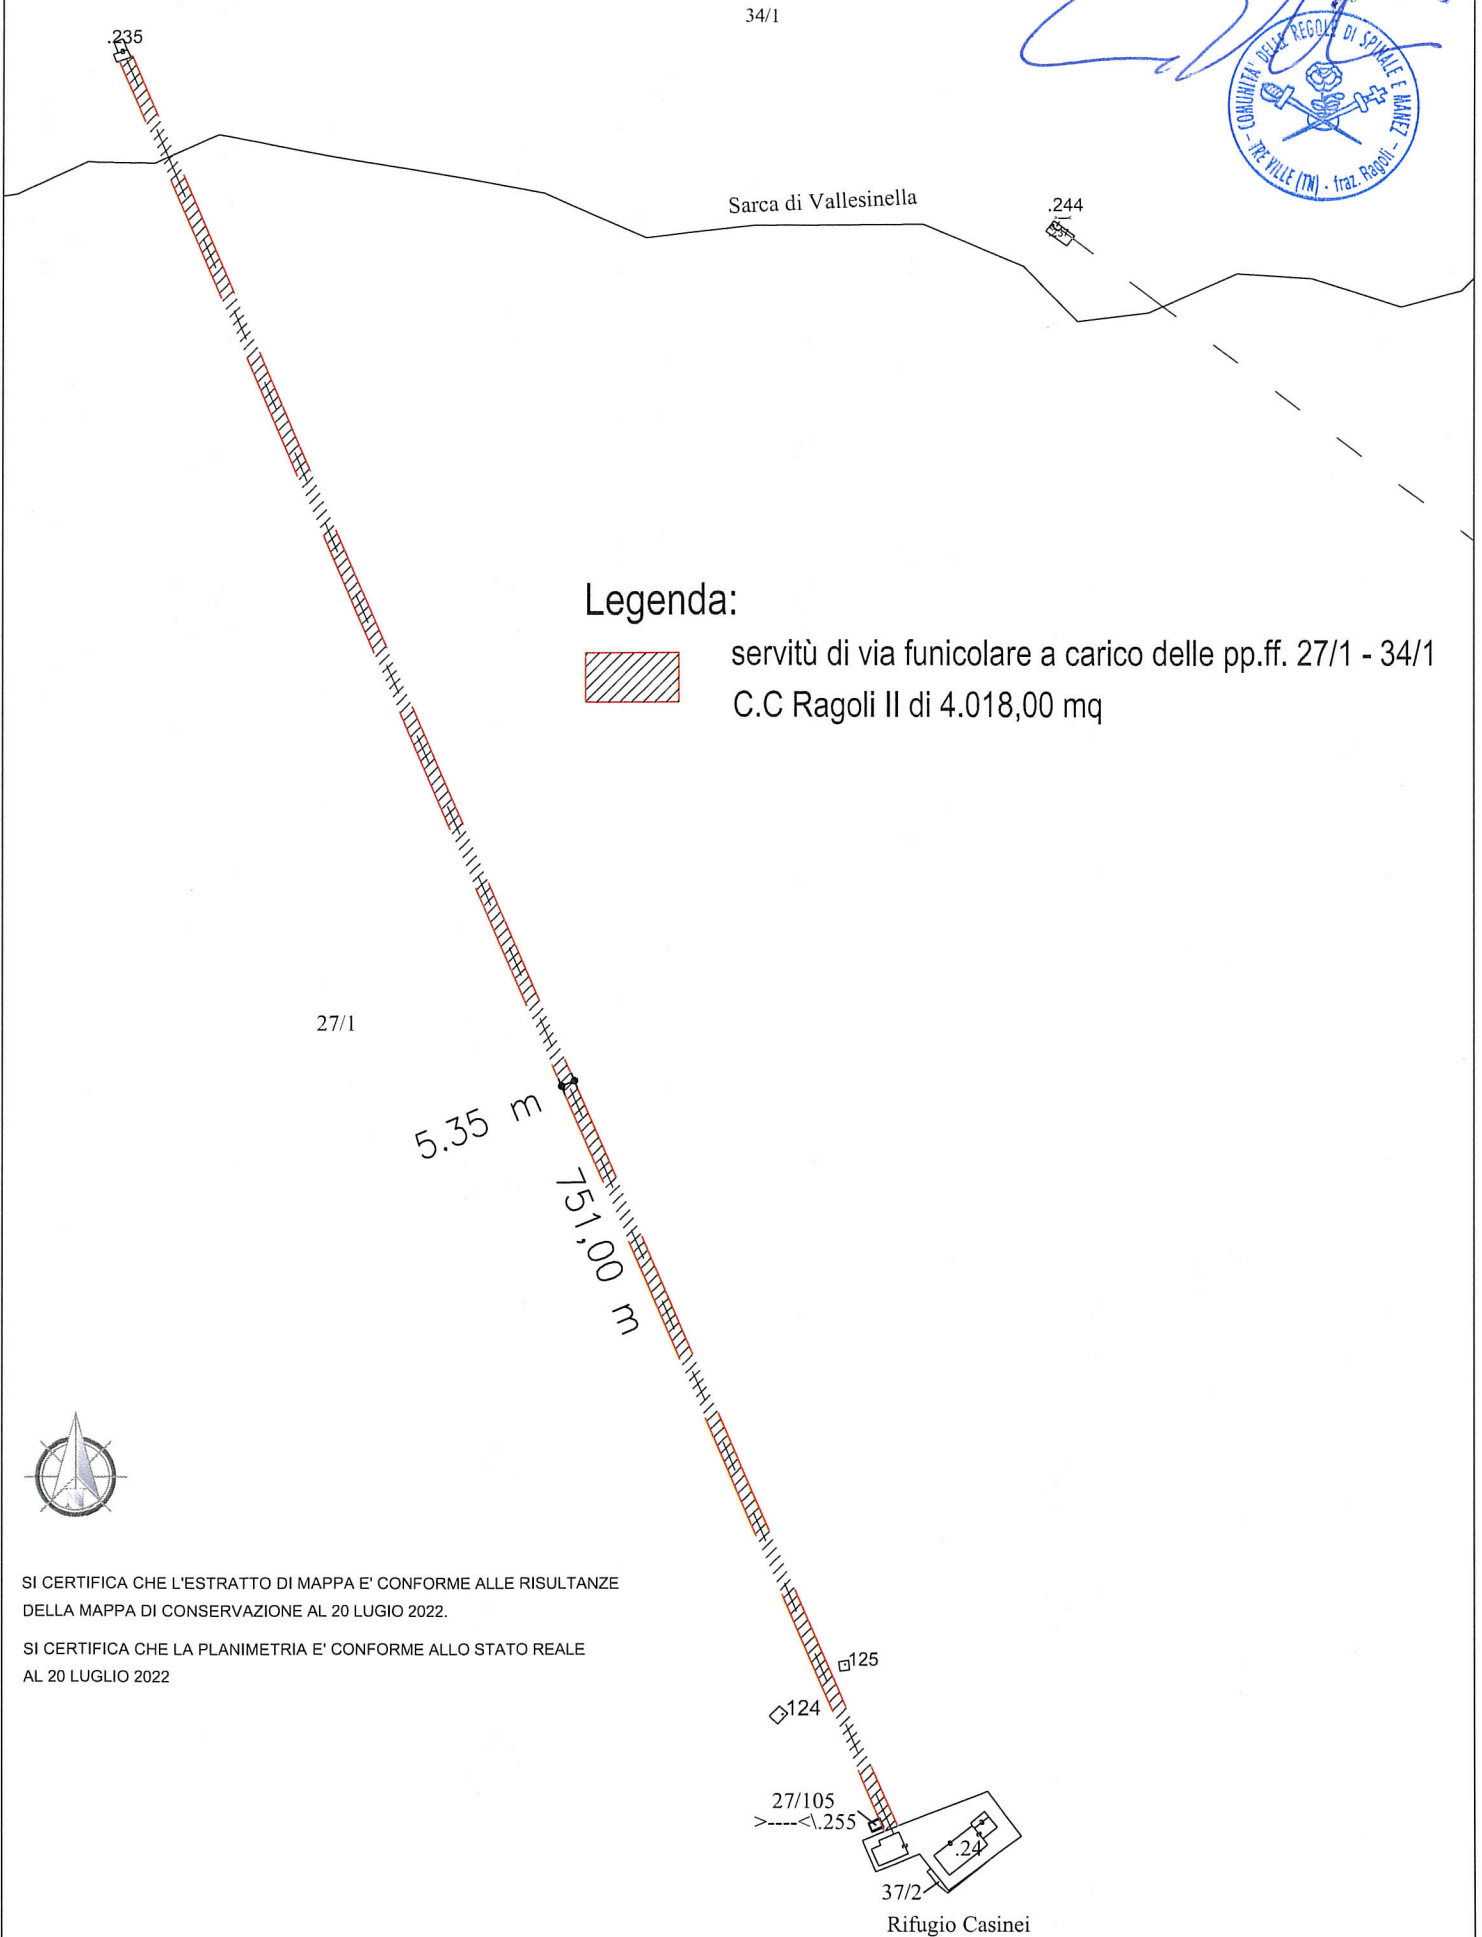 34/1
.235
COMUNITA' DELLE REGOLE DI SPINALE E MANEZ
- TRE VILLE (TN) - fraz. Ragoli -
Sarca di Vallesinella
.244
Legenda:
servitù di via funicolare a carico delle pp.ff. 27/1 - 34/1
C.C Ragoli II di 4.018,00 mq
27/1
5.35 m
751,00 m
N
SI CERTIFICA CHE L'ESTRATTO DI MAPPA E' CONFORME ALLE RISULTANZE
DELLA MAPPA DI CONSERVAZIONE AL 20 LUGIO 2022.
SI CERTIFICA CHE LA PLANIMETRIA E' CONFORME ALLO STATO REALE
AL 20 LUGLIO 2022
125
124
27/105
>----<\.255
.24
37/2
Rifugio Casinei